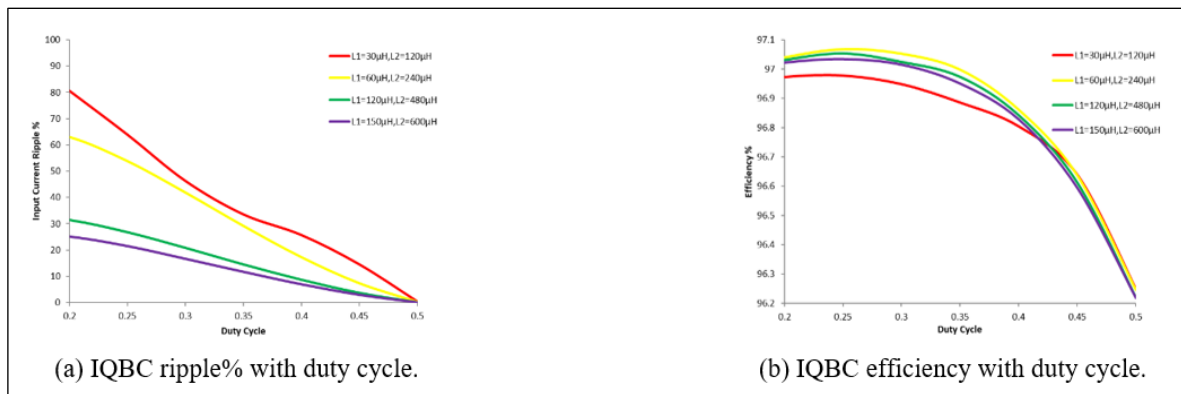 100
90
80
70
60
50
40
30
20
10
0
0.2 0.25 0.3 0.35 0.4 0.45 0.5
Input Current Ripple %
Duty Cycle
L1=30μH,L2=120μH
L1=60μH,L2=240μH
L1=120μH,L2=480μH
L1=150μH,L2=600μH
(a) IQBC ripple% with duty cycle.
97.1
97
96.9
96.8
96.7
96.6
96.5
96.4
96.3
96.2
0.2 0.25 0.3 0.35 0.4 0.45 0.5
Efficiency%
Duty Cycle
L1=30μH,L2=120μH
L1=60μH,L2=240μH
L1=120μH,L2=480μH
L1=150μH,L2=600μH
(b) IQBC efficiency with duty cycle.